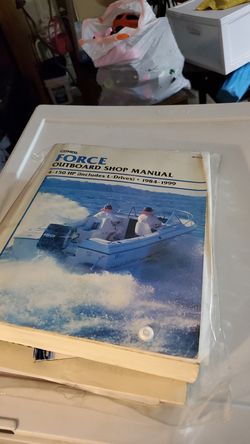 CLYMER
FORCE
OUTBOARD SHOP MANUAL
4-150 HP (Includes L-Drives) • 1984-1999